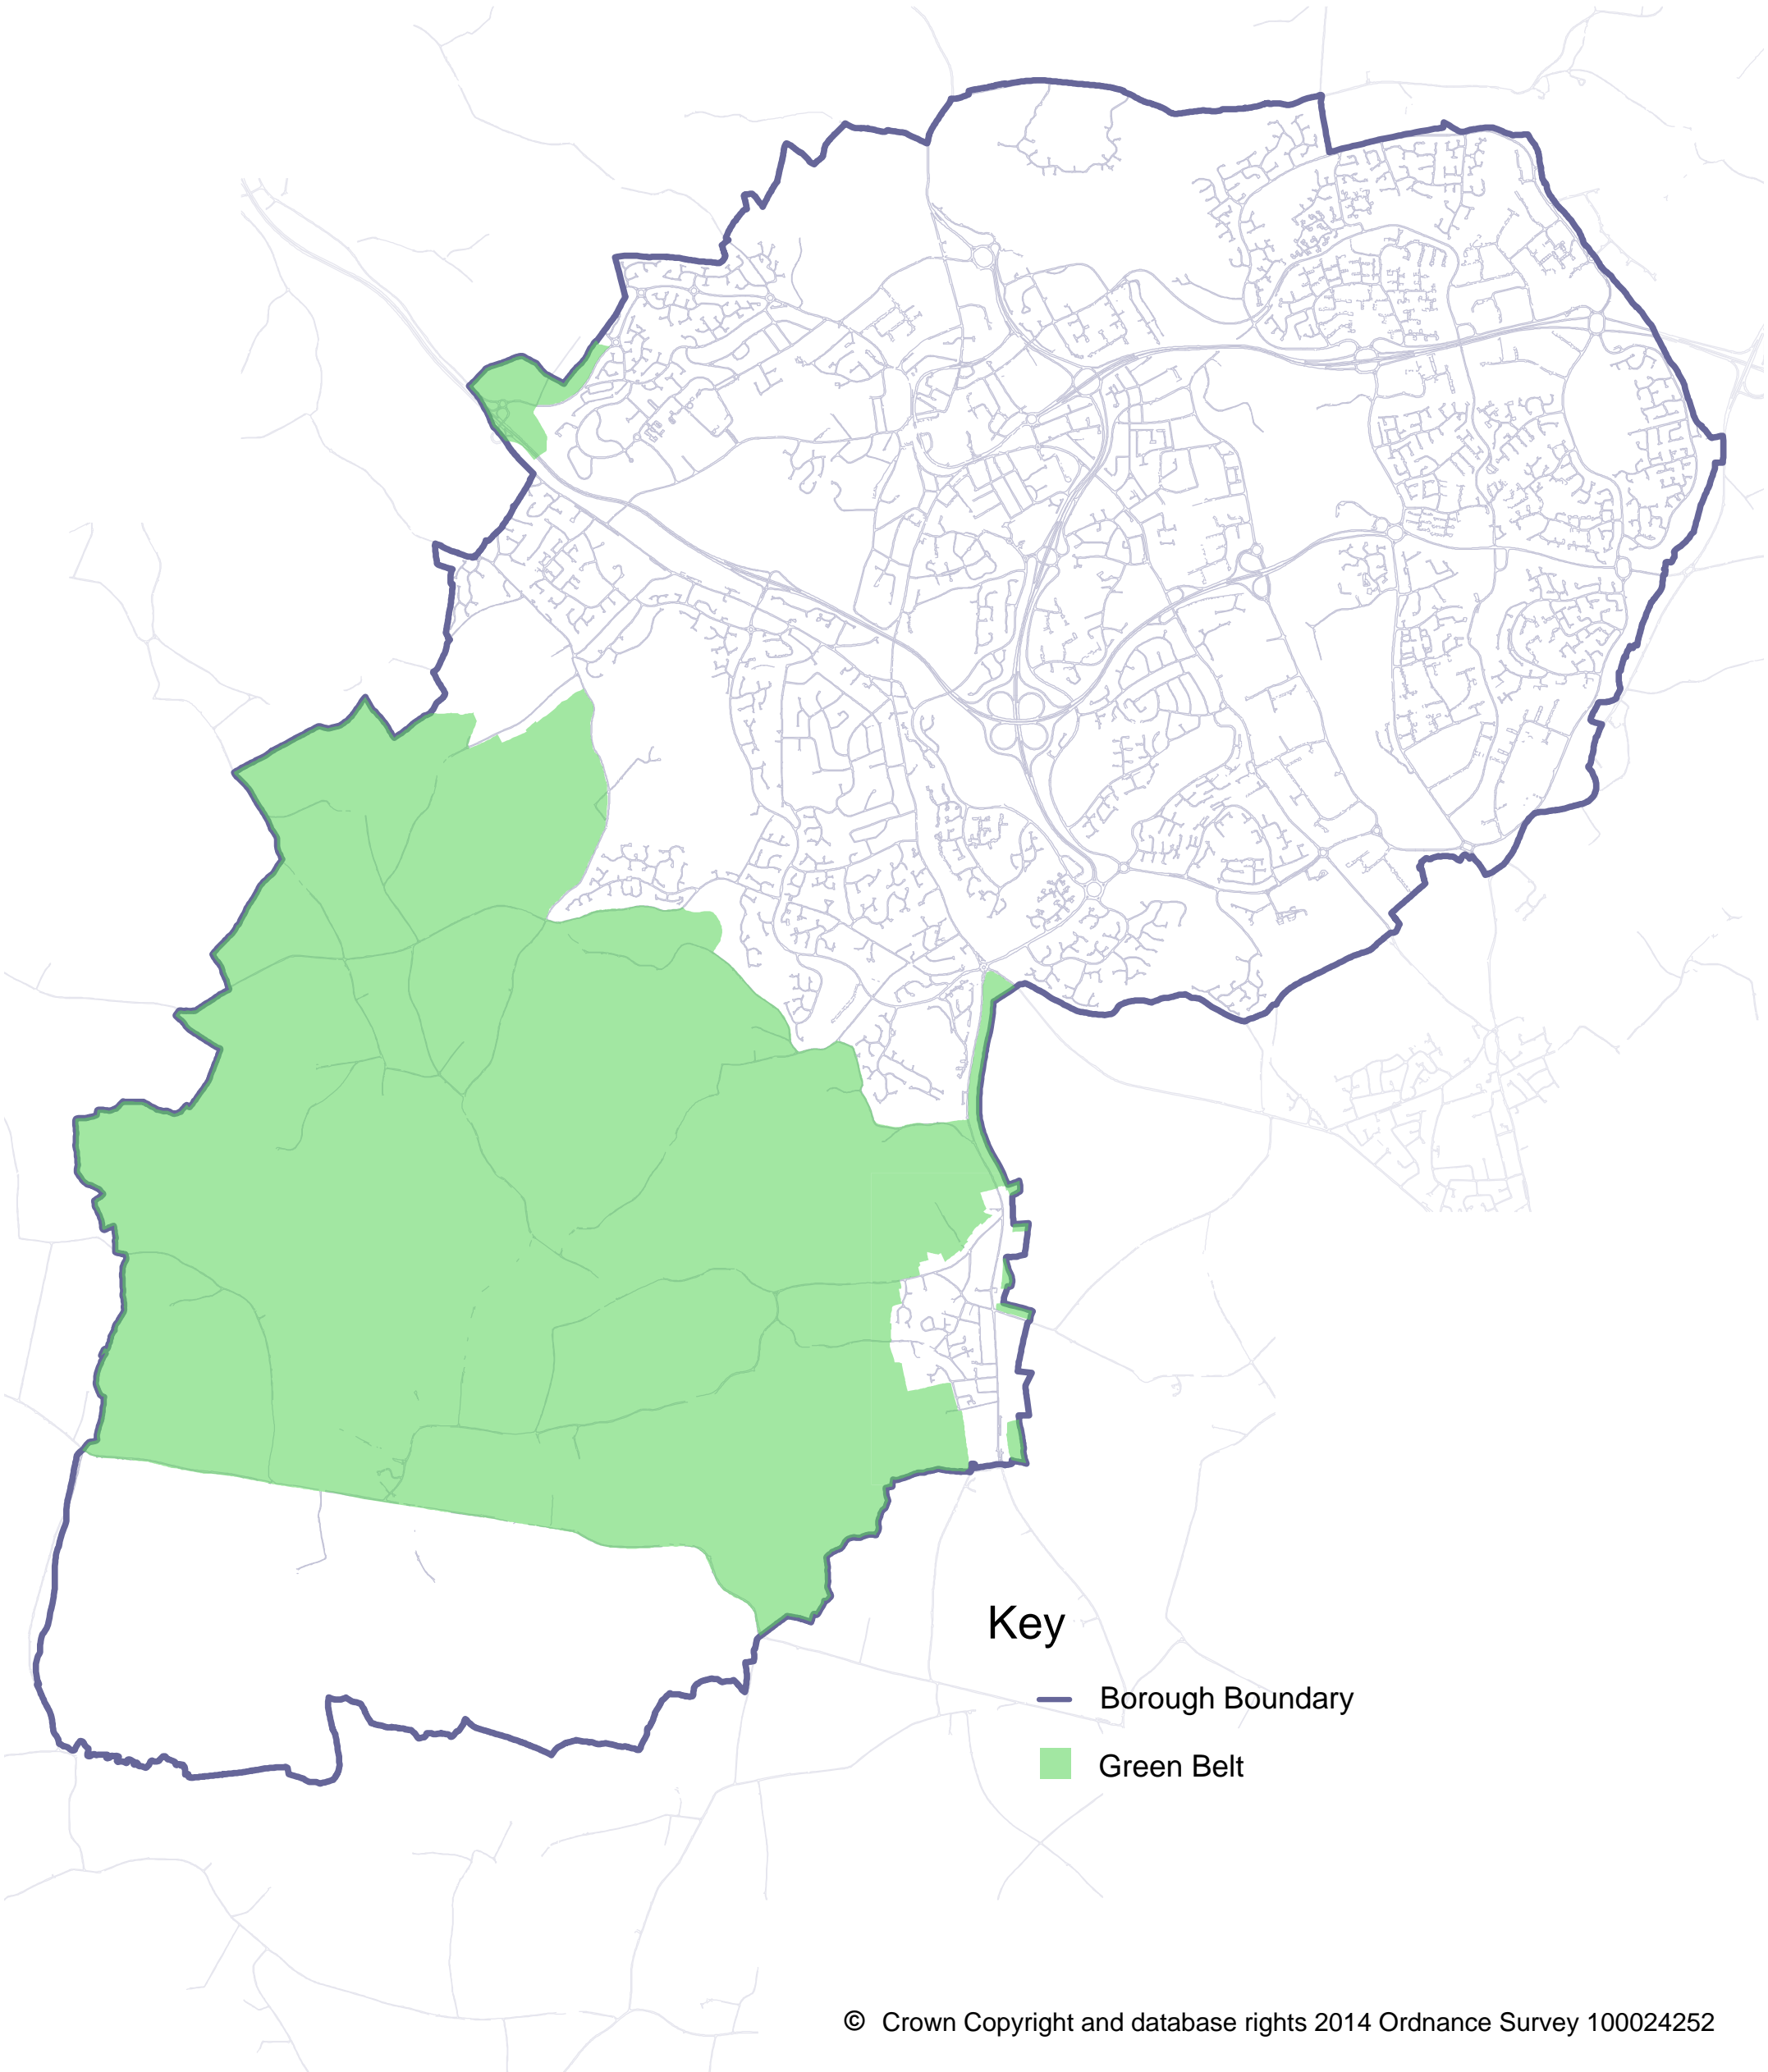 Key
Borough Boundary
Green Belt
© Crown Copyright and database rights 2014 Ordnance Survey 100024252